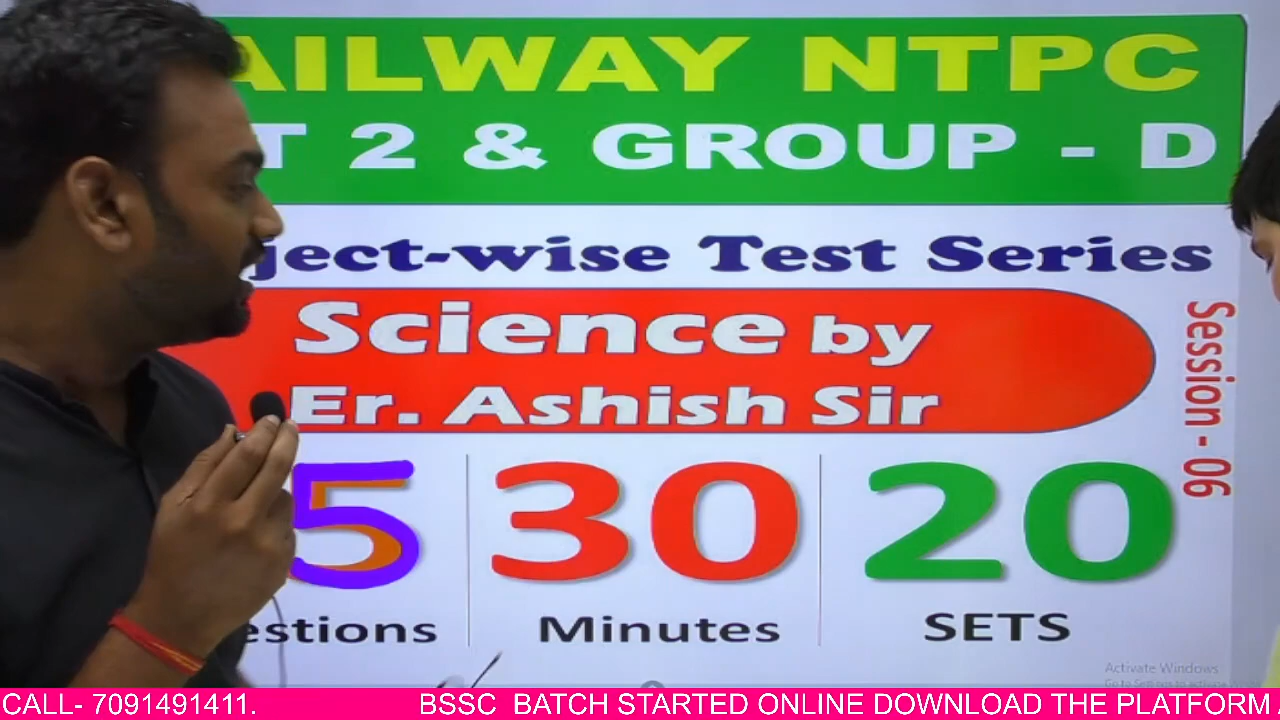 AILWAY NTPC
T 2 & GROUP - D
ject-wise Test Series
Science by
Er. Ashish Sir
Session - 06
5 30 20
estions Minutes SETS
Activate Windows
CALL- 7091491411. BSSC BATCH STARTED ONLINE DOWNLOAD THE PLATFORM